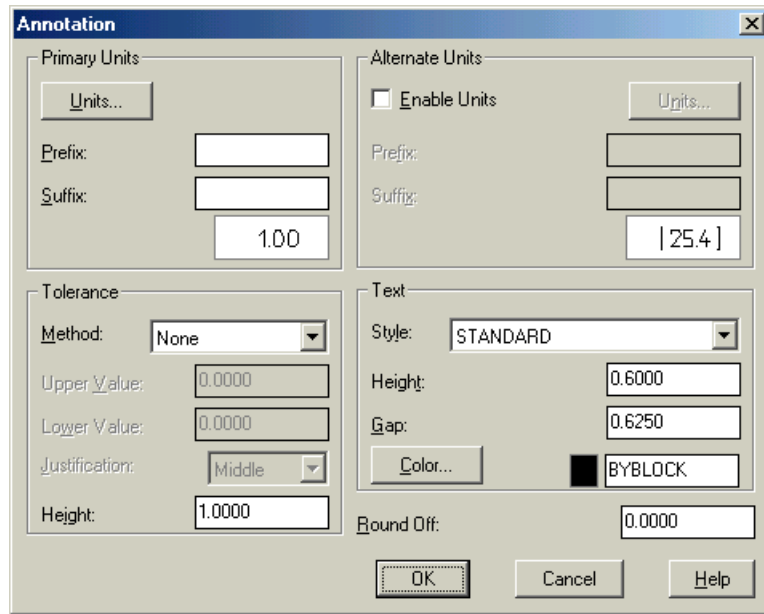 Annotation
Primary Units
Units...
Prefix:
Suffix:
1.00
Alternate Units
Enable Units
Units...
Prefix:
Suffix:
[25.4]
Tolerance
Method: None
Upper Value: 0.0000
Lower Value: 0.0000
Justification: Middle
Height: 1.0000
Text
Style: STANDARD
Height: 0.6000
Gap: 0.6250
Color... BYBLOCK
Round Off: 0.0000
OK Cancel Help